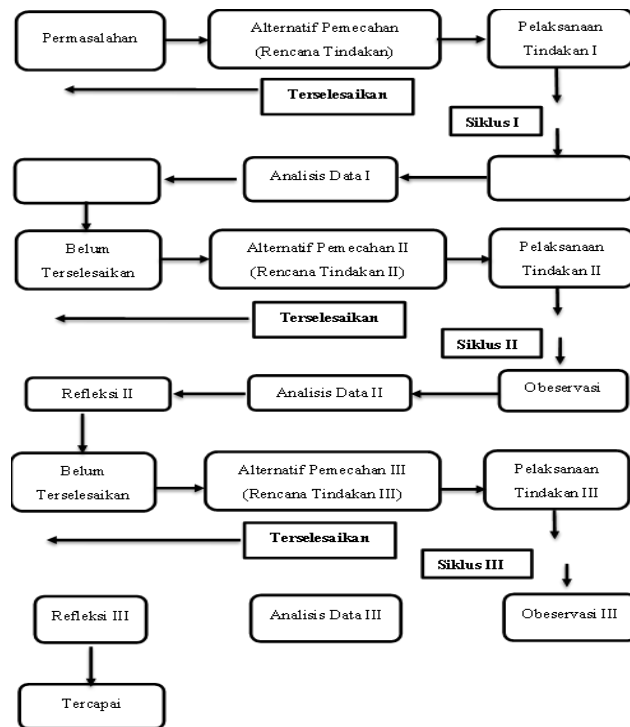 Permasalahan
Alternatif Pemecahan
(Rencana Tindakan)
Pelaksanaan
Tindakan I
Terselesaikan
Siklus I
Analisis Data I
Belum
Terselesaikan
Alternatif Pemecahan II
(Rencana Tindakan II)
Pelaksanaan
Tindakan II
Terselesaikan
Siklus II
Refleksi II
Analisis Data II
Obeservasi
Belum
Terselesaikan
Alternatif Pemecahan III
(Rencana Tindakan III)
Pelaksanaan
Tindakan III
Terselesaikan
Siklus III
Refleksi III
Analisis Data III
Obeservasi III
Tercapai